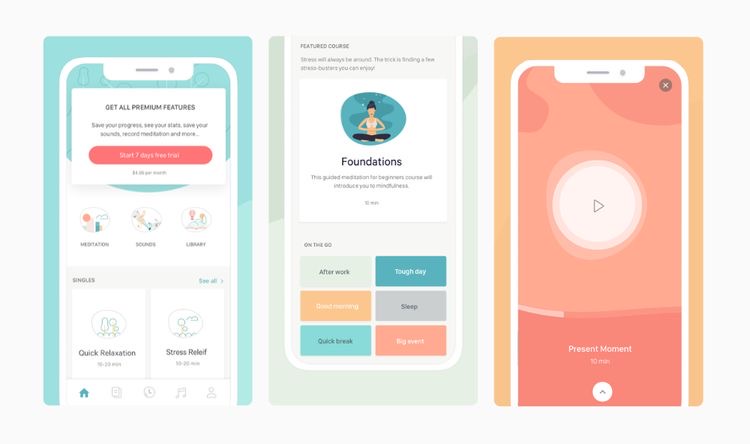 GET ALL PREMIUM FEATURES
Save your progress, see your stats, save your
sounds, record meditation and more...
Start 7 days free trial
$4.99 per month
MEDITATION
SOUNDS
LIBRARY
SINGLES
See all
Quick Relaxation
15-20 min
Stress Releif
10-20 min
FEATURED COURSE
Stress will always be around. The trick is finding a few
stress-busters you can enjoy!
Foundations
This guided meditation for beginners course will
introduce you to mindfulness.
10 min
ON THE GO
After work
Tough day
Good morning
Sleep
Quick break
Big event
Present Moment
10 min